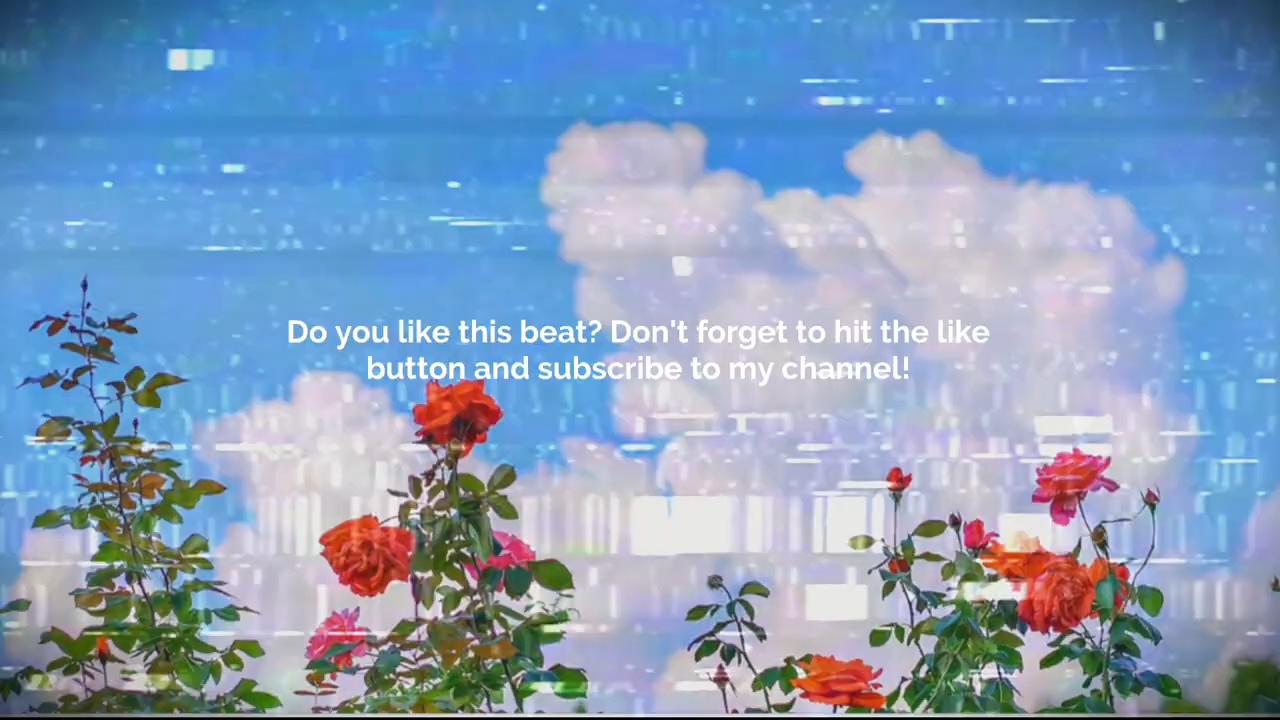 Do you like this beat? Don't forget to hit the like
button and subscribe to my channel!